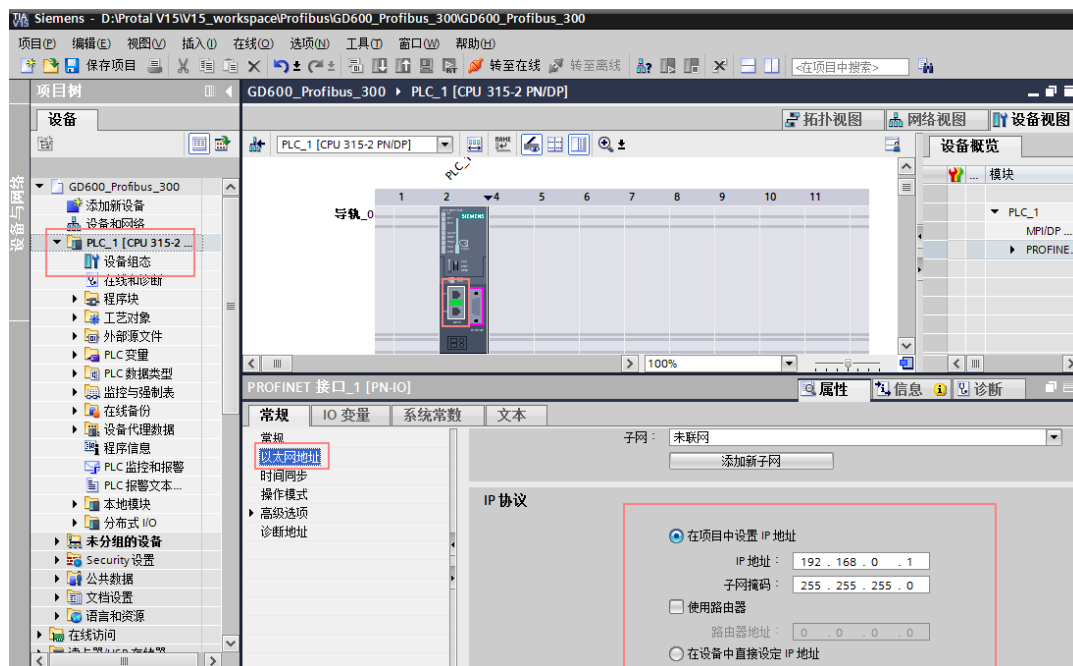 Siemens - D:\Protal V15\V15_workspace\Profibus\GD600_Profibus_300\GD600_Profibus_300
项目(P) 编辑(E) 视图(V) 插入(I) 在线(O) 选项(N) 工具(T) 窗口(W) 帮助(H)
保存项目 转至在线 转至离线 <在项目中搜索>
项目树
GD600_Profibus_300 PLC_1 [CPU 315-2 PN/DP]
设备
拓扑视图 网络视图 设备视图
PLC_1 [CPU 315-2 PN/DP]
设备概览
设备与网络
GD600_Profibus_300
添加新设备
设备和网络
PLC_1 [CPU 315-2 ...
设备组态
在线和诊断
程序块
工艺对象
外部源文件
PLC 变量
PLC 数据类型
监控与强制表
在线备份
设备代理数据
程序信息
PLC 监控和报警
PLC 报警文本...
本地模块
分布式 I/O
未分组的设备
Security 设置
公共数据
文档设置
语言和资源
在线访问
读卡器/USB 存储器
PLC_1
1 2 4 5 6 7 8 9 10 11
导轨_0
SIEMENS
... 模块
PLC_1
MPI/DP ...
PROFINE.
100%
PROFINET 接口_1 [PN-IO]
属性 信息 诊断
常规 IO 变量 系统常数 文本
常规
以太网地址
时间同步
操作模式
高级选项
诊断地址
子网： 未联网
添加新子网
IP 协议
在项目中设置 IP 地址
IP 地址： 192 . 168 . 0 . 1
子网掩码： 255 . 255 . 255 . 0
使用路由器
路由器地址： 0 . 0 . 0 . 0
在设备中直接设定 IP 地址